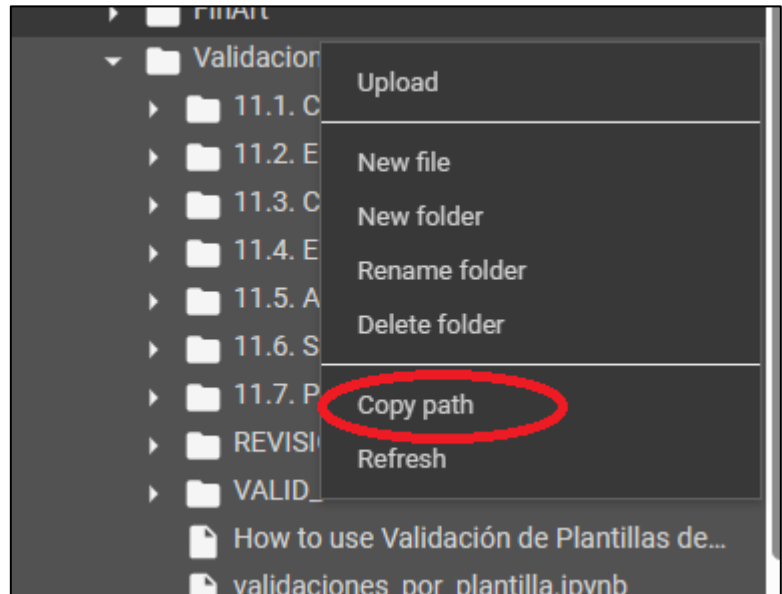 FinArt
Validacion
Upload
11.1. C
11.2. E
New file
11.3. C
New folder
11.4. E
Rename folder
11.5. A
Delete folder
11.6. S
11.7. P
Copy path
REVISI
Refresh
VALID_
How to use Validación de Plantillas de...
validaciones_por_plantilla.ipynb